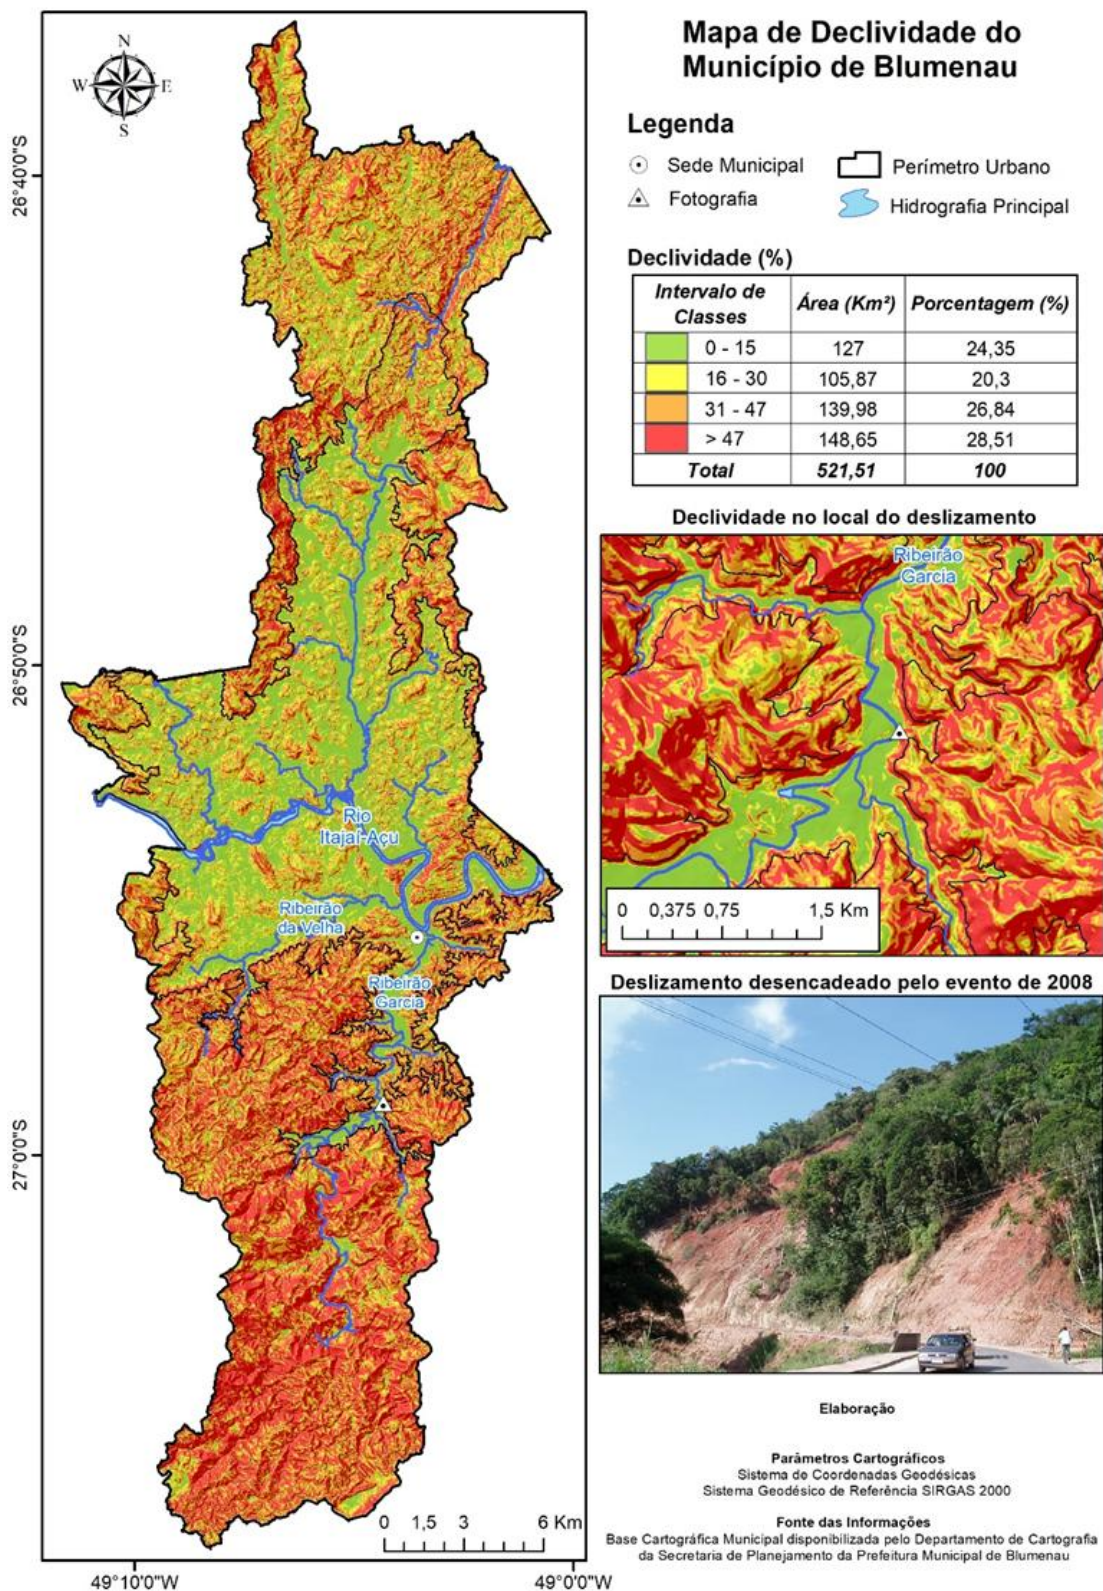 Mapa de Declividade do
Município de Blumenau
Legenda
Sede Municipal
Perímetro Urbano
Fotografia
Hidrografia Principal
Declividade (%)
Intervalo de Classes Área (Km²) Porcentagem (%)
0 - 15 127 24,35
16 - 30 105,87 20,3
31 - 47 139,98 26,84
> 47 148,65 28,51
Total 521,51 100
Declividade no local do deslizamento
Ribeirão
Garcia
0 0,375 0,75 1,5 Km
Deslizamento desencadeado pelo evento de 2008
Elaboração
Parâmetros Cartográficos
Sistema de Coordenadas Geodésicas
Sistema Geodésico de Referência SIRGAS 2000
Fonte das Informações
Base Cartográfica Municipal disponibilizada pelo Departamento de Cartografia
da Secretaria de Planejamento da Prefeitura Municipal de Blumenau
N
W E
S
26°40'0"S
26°50'0"S
27°0'0"S
Rio
Itajaí-Açu
Ribeirão
da Velha
Ribeirão
Garcia
0 1,5 3 6 Km
49°10'0"W 49°0'0"W